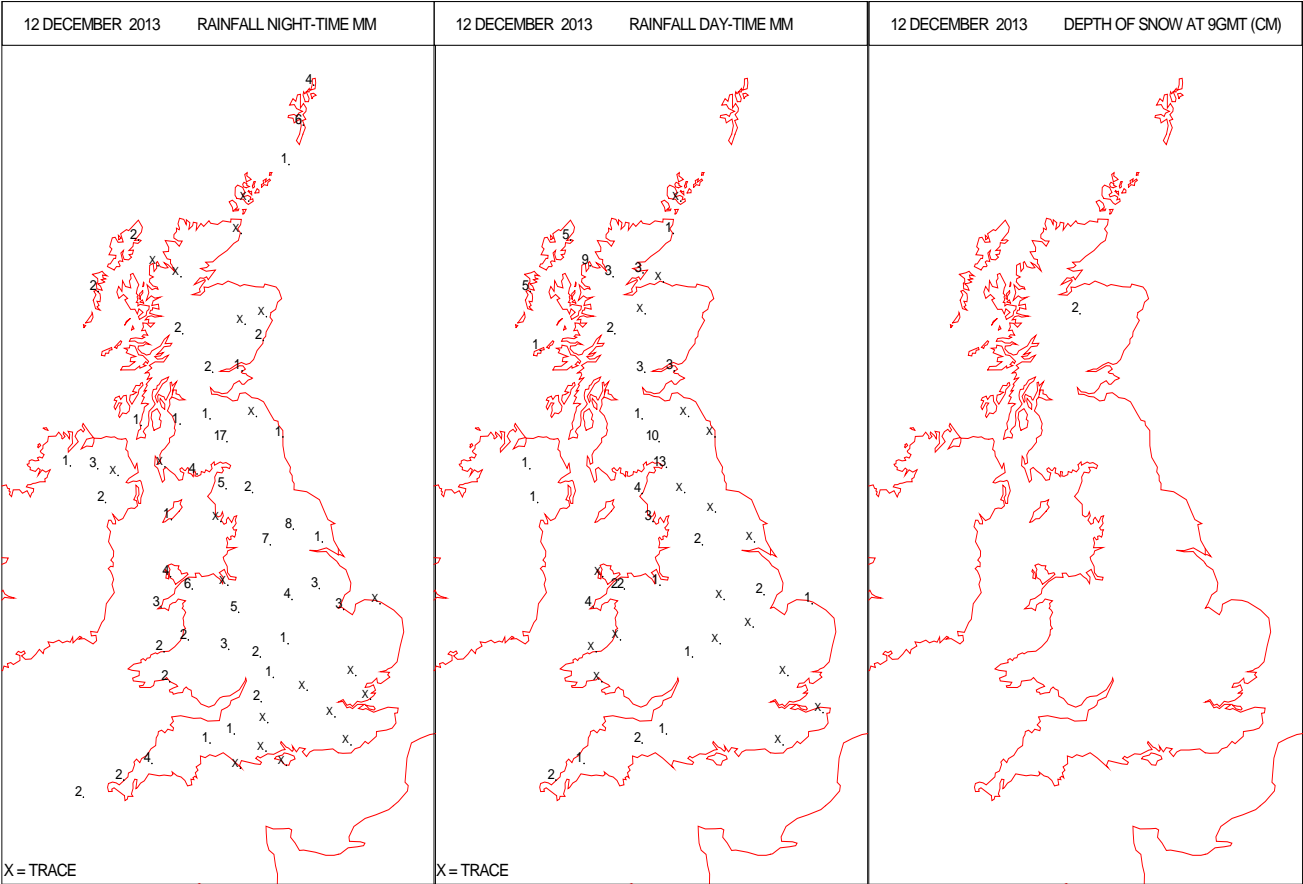 12 DECEMBER 2013 RAINFALL NIGHT-TIME MM
4.
6.
1.
X.
X.
2.
X.
X.
2.
X.
X.
2.
2.
1.
2.
X.
1.
1.
1.
1.
17.
1.
3.
X.
X.
4.
5.
2.
2.
1.
X.
8.
1.
7.
4.
6.
X.
3.
4.
3.
5.
3.
X.
2.
2.
3.
1.
2.
2.
1.
X.
X.
X.
2.
X.
X.
1.
1.
X.
X.
4.
X.
X.
2.
2.
X = TRACE
12 DECEMBER 2013 RAINFALL DAY-TIME MM
X.
1.
5.
9.
3.
3.
X.
5.
X.
2.
1.
3.
3.
1.
X.
X.
10.
1.
13.
4.
X.
1.
X.
3.
2.
X.
X.
22.
1.
2.
4.
X.
1.
X.
X.
X.
X.
1.
X.
X.
X.
1.
2.
X.
1.
2.
X = TRACE
12 DECEMBER 2013 DEPTH OF SNOW AT 9GMT (CM)
2.